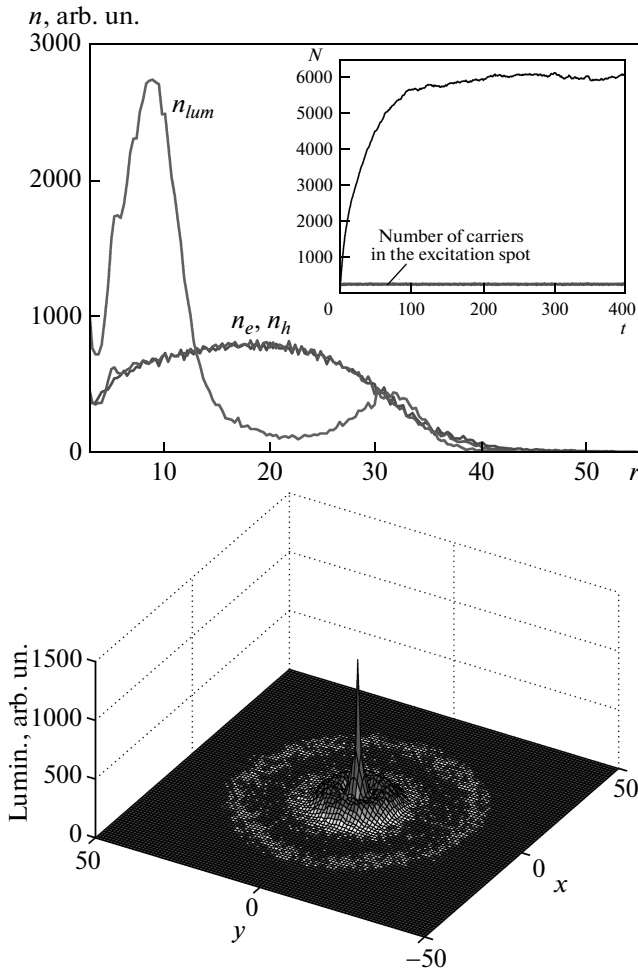 n, arb. un.
3000
2000
1000
0
10
20
30
40
50
r
n_lum
n_e, n_h
N
6000
5000
4000
3000
2000
1000
0
100
200
300
400
t
Number of carriers
in the excitation spot
Lumin., arb. un.
1500
1000
500
0
50
0
−50
y
50
0
x